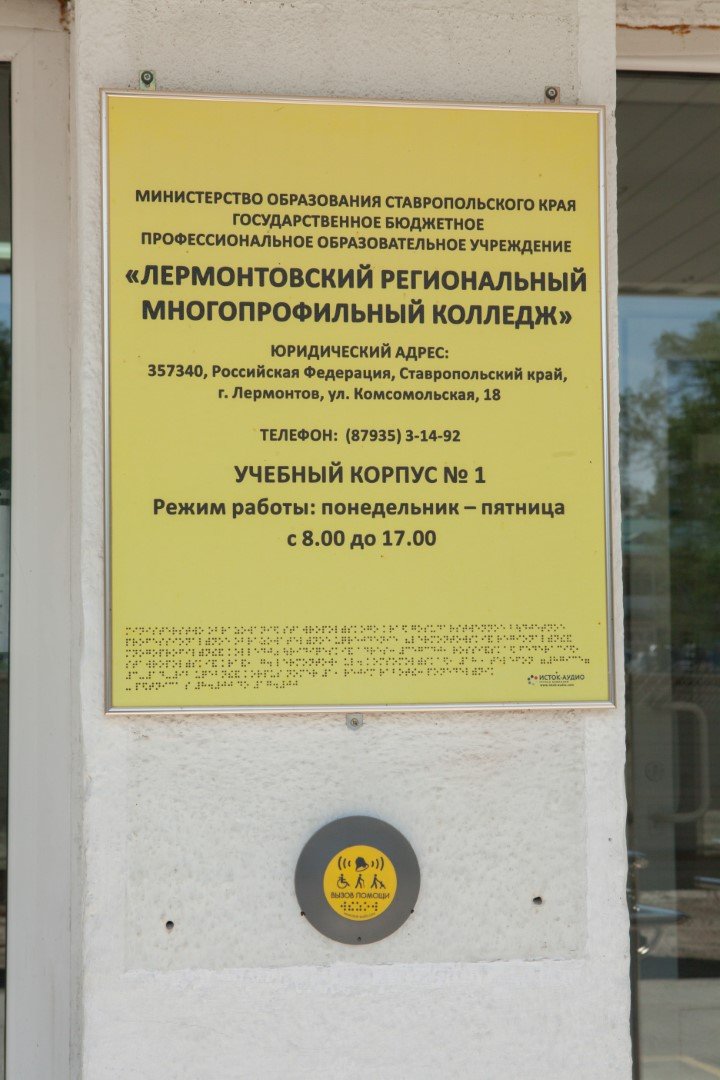 МИНИСТЕРСТВО ОБРАЗОВАНИЯ СТАВРОПОЛЬСКОГО КРАЯ
ГОСУДАРСТВЕННОЕ БЮДЖЕТНОЕ
ПРОФЕССИОНАЛЬНОЕ ОБРАЗОВАТЕЛЬНОЕ УЧРЕЖДЕНИЕ
«ЛЕРМОНТОВСКИЙ РЕГИОНАЛЬНЫЙ
МНОГОПРОФИЛЬНЫЙ КОЛЛЕДЖ»
ЮРИДИЧЕСКИЙ АДРЕС:
357340, Российская Федерация, Ставропольский край,
г. Лермонтов, ул. Комсомольская, 18
ТЕЛЕФОН: (87935) 3-14-92
УЧЕБНЫЙ КОРПУС № 1
Режим работы: понедельник – пятница
с 8.00 до 17.00
ИСТОК-АУДИО
ВЫЗОВ ПОМОЩИ